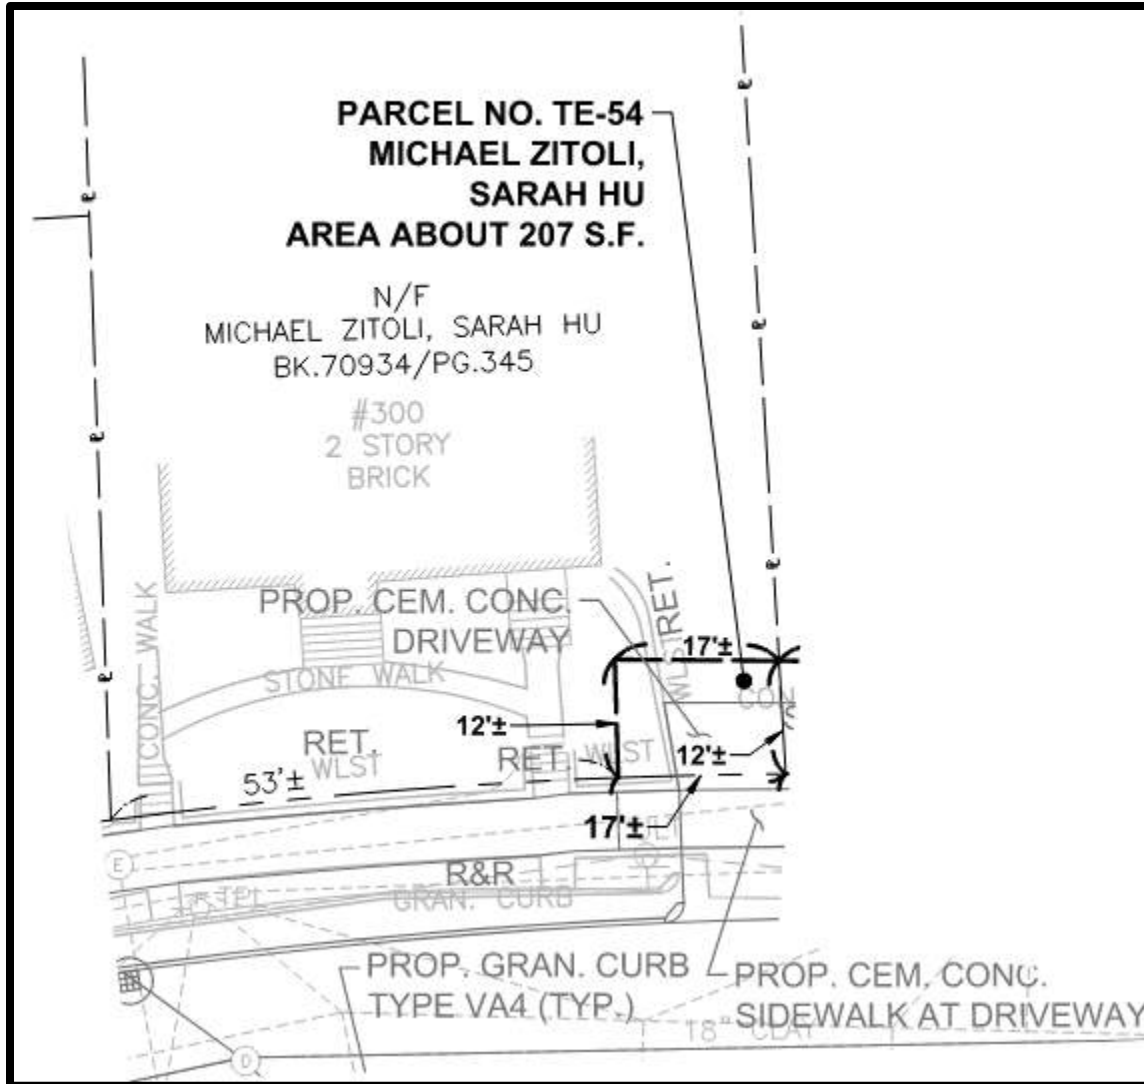 PARCEL NO. TE-54
MICHAEL ZITOLI,
SARAH HU
AREA ABOUT 207 S.F.
N/F
MICHAEL ZITOLI, SARAH HU
BK.70934/PG.345
#300
2 STORY
BRICK
CONC. WALK
PROP. CEM. CONC.
DRIVEWAY
STONE WALK
RET.
WLST
RET.
WLST
RET.
WLST
17'±
12'±
12'±
53'±
17'±
E
R&R
GRAN. CURB
TPL
PROP. GRAN. CURB
TYPE VA4 (TYP.)
PROP. CEM. CONC.
SIDEWALK AT DRIVEWAY
18"
D